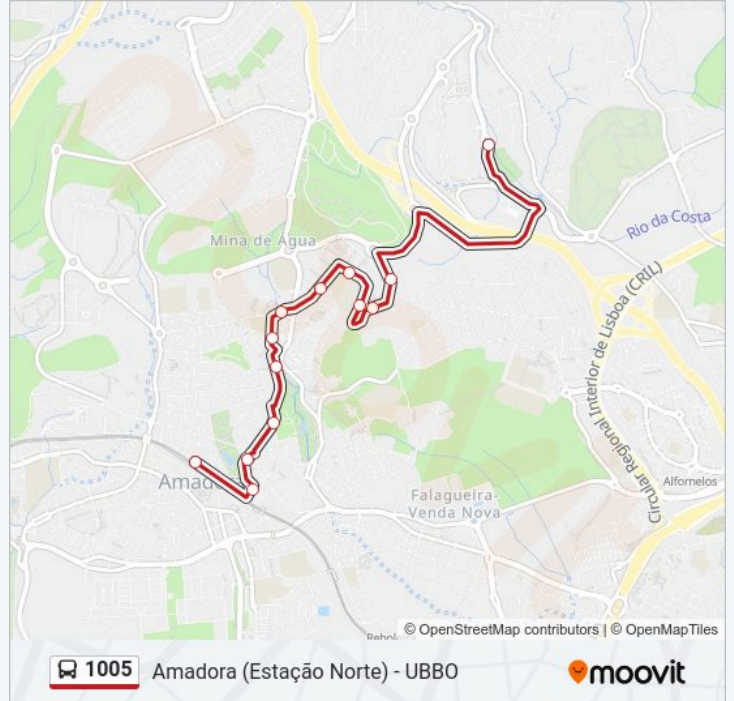 Rio da Costa
Mina de Água
Circular Regional Interior de Lisboa (CRIL)
Amado
Alfornelos
Falagueira-
Venda Nova
© OpenStreetMap contributors | © OpenMapTiles
1005
Amadora (Estação Norte) - UBBO
moovit